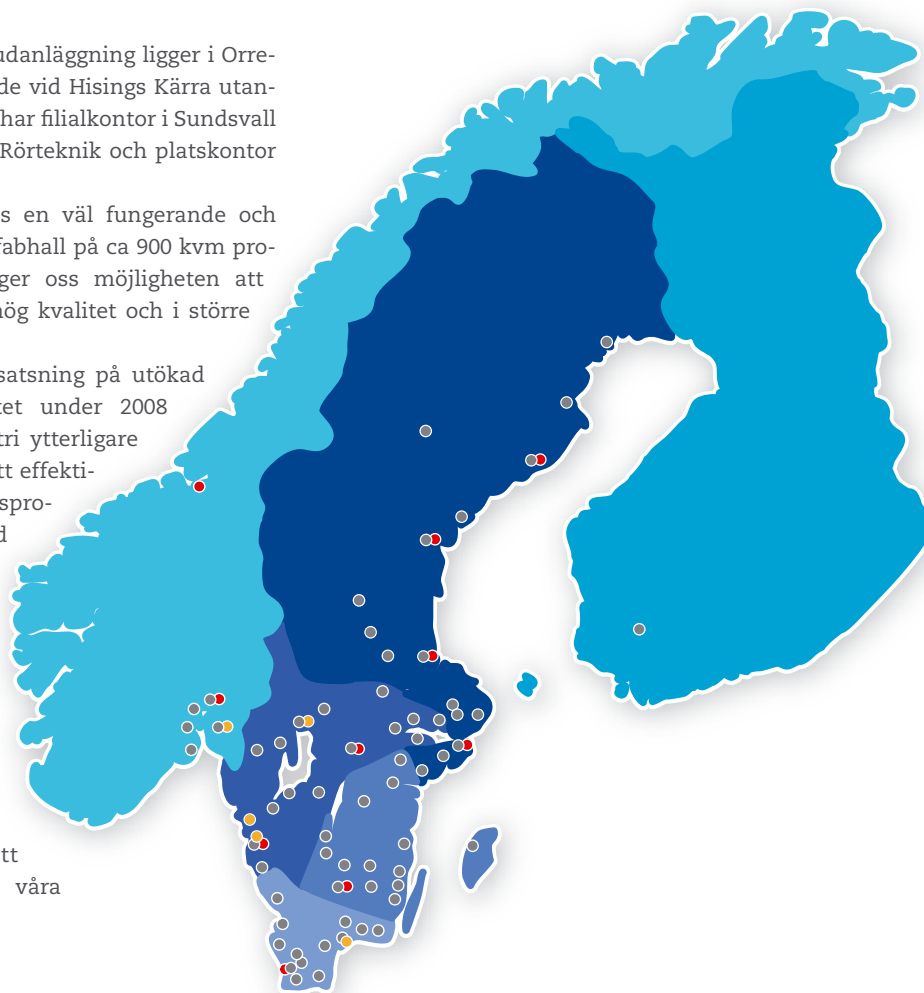 udanläggning ligger i Orre-
de vid Hisings Kärra utan-
har filialkontor i Sundsvall
Rörteknik och platskontor
s en väl fungerande och
fabhall på ca 900 kvm pro-
ger oss möjligheten att
nög kvalitet och i större
satsning på utökad
tet under 2008
tri ytterligare
tt effekti-
spro-
d
tt
våra